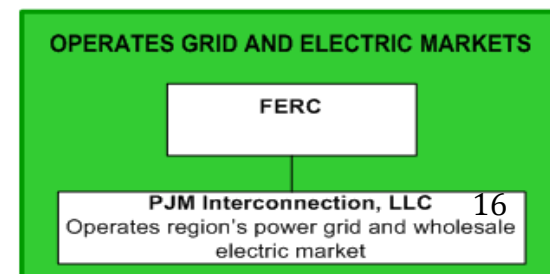 OPERATES GRID AND ELECTRIC MARKETS
FERC
PJM Interconnection, LLC 16
Operates region's power grid and wholesale
electric market